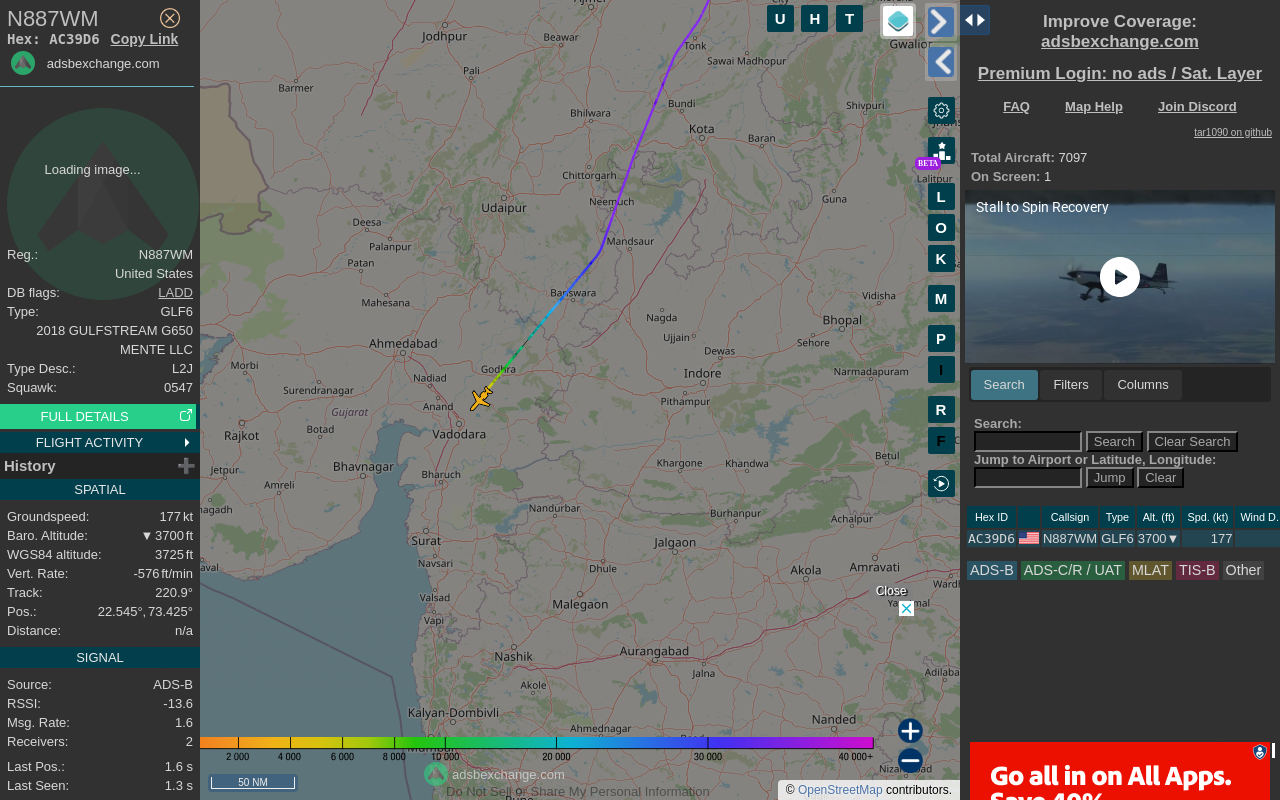 N887WM
Hex: AC39D6 Copy Link
adsbexchange.com
Loading image...
Reg.: N887WM
United States
DB flags: LADD
Type: GLF6
2018 GULFSTREAM G650
MENTE LLC
Type Desc.: L2J
Squawk: 0547
FULL DETAILS
FLIGHT ACTIVITY
History
SPATIAL
Groundspeed: 177 kt
Baro. Altitude: ▼ 3700 ft
WGS84 altitude: 3725 ft
Vert. Rate: -576 ft/min
Track: 220.9°
Pos.: 22.545°, 73.425°
Distance: n/a
SIGNAL
Source: ADS-B
RSSI: -13.6
Msg. Rate: 1.6
Receivers: 2
Last Pos.: 1.6 s
Last Seen: 1.3 s
Jodhpur
Beawar
Tonk
Gwalior
Sawai Madhopur
Pali
Barmer
Bhilwara
Bundi
Shivpuri
Kota
Baran
Chittorgarh
Lalitpur
Udaipur
Neemuch
Guna
Deesa
Palanpur
Mandsaur
Patan
Banswara
Vidisha
Mahesana
Nagda
Bhopal
Ujjain
Sehore
Ahmedabad
Dewas
Morbi
Godhra
Indore
Narmadapuram
Nadiad
Surendranagar
Anand
Pithampur
Gujarat
Botad
Rajkot
Vadodara
Betul
Jetpur
Bhavnagar
Bharuch
Khargone
Khandwa
Amreli
Nandurbar
Burhanpur
Achalpur
Surat
Jalgaon
Navsari
Dhule
Akola
Amravati
Valsad
Malegaon
Vapi
Nashik
Aurangabad
Jalna
Akole
Kalyan-Dombivli
Ahmednagar
Nanded
U H T
BETA
L
O
K
M
P
I
R
F
Close
2 000 4 000 6 000 8 000 10 000 20 000 30 000 40 000+
50 NM
adsbexchange.com
Do Not Sell or Share My Personal Information
© OpenStreetMap contributors.
Improve Coverage:
adsbexchange.com
Premium Login: no ads / Sat. Layer
FAQ Map Help Join Discord
tar1090 on github
Total Aircraft: 7097
On Screen: 1
Stall to Spin Recovery
Search Filters Columns
Search:
Search Clear Search
Jump to Airport or Latitude, Longitude:
Jump Clear
Hex ID Callsign Type Alt. (ft) Spd. (kt) Wind D.
AC39D6 N887WM GLF6 3700▼ 177
ADS-B ADS-C/R / UAT MLAT TIS-B Other
Go all in on All Apps.
Save 40%